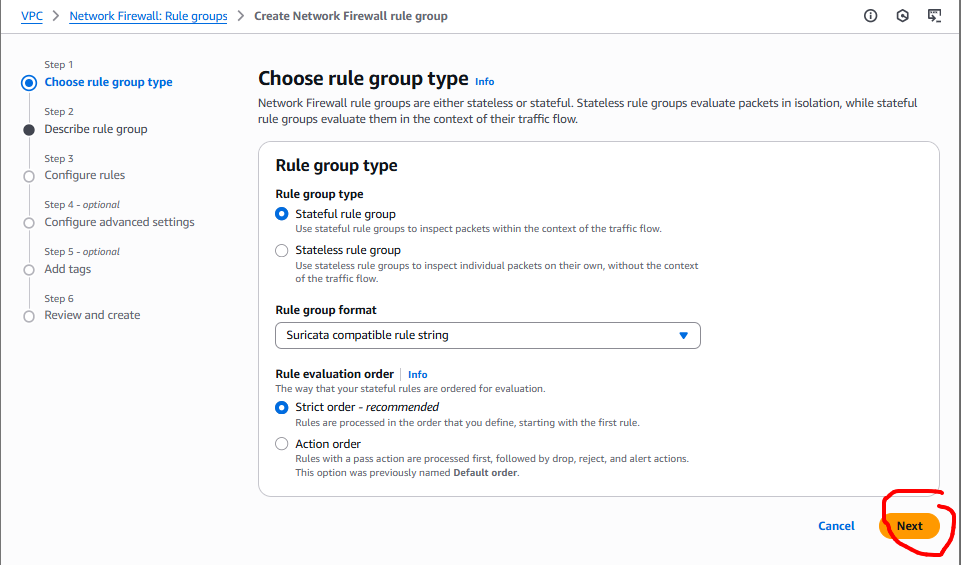 VPC > Network Firewall: Rule groups > Create Network Firewall rule group
Step 1
Choose rule group type
Step 2
Describe rule group
Step 3
Configure rules
Step 4 - optional
Configure advanced settings
Step 5 - optional
Add tags
Step 6
Review and create
Choose rule group type Info
Network Firewall rule groups are either stateless or stateful. Stateless rule groups evaluate packets in isolation, while stateful
rule groups evaluate them in the context of their traffic flow.
Rule group type
Rule group type
Stateful rule group
Use stateful rule groups to inspect packets within the context of the traffic flow.
Stateless rule group
Use stateless rule groups to inspect individual packets on their own, without the context
of the traffic flow.
Rule group format
Suricata compatible rule string
Rule evaluation order | Info
The way that your stateful rules are ordered for evaluation.
Strict order - recommended
Rules are processed in the order that you define, starting with the first rule.
Action order
Rules with a pass action are processed first, followed by drop, reject, and alert actions.
This option was previously named Default order.
Cancel Next